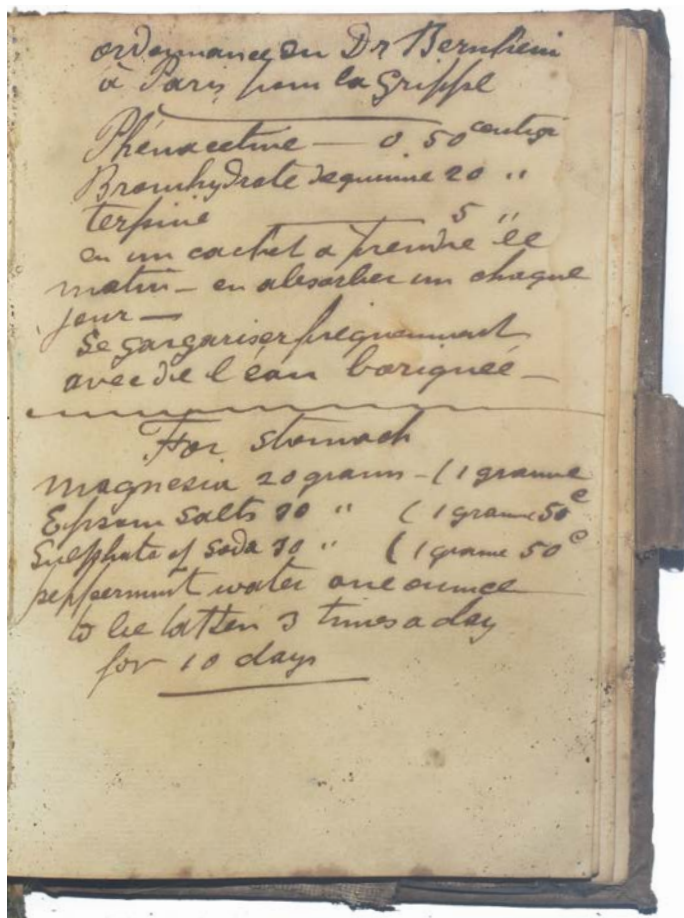 ordonnance du Dr Bernheim
à Paris pour la grippe
Phénacetine — 0 50 centigr
Bromhydrate de quinine 20 "
terpine 5 "
en un cachet à prendre le
matin — en absorber un chaque
jour —
Se gargariser fréquemment
avec de l'eau boriquée —
For stomach
Magnesia 20 grains — ( 1 gramme
Epsom Salts 30 " ( 1 gramme 50 c
Sulphate of Soda 30 " ( 1 gramme 50 c
peppermint water one ounce
to be taken 3 times a day
for 10 days